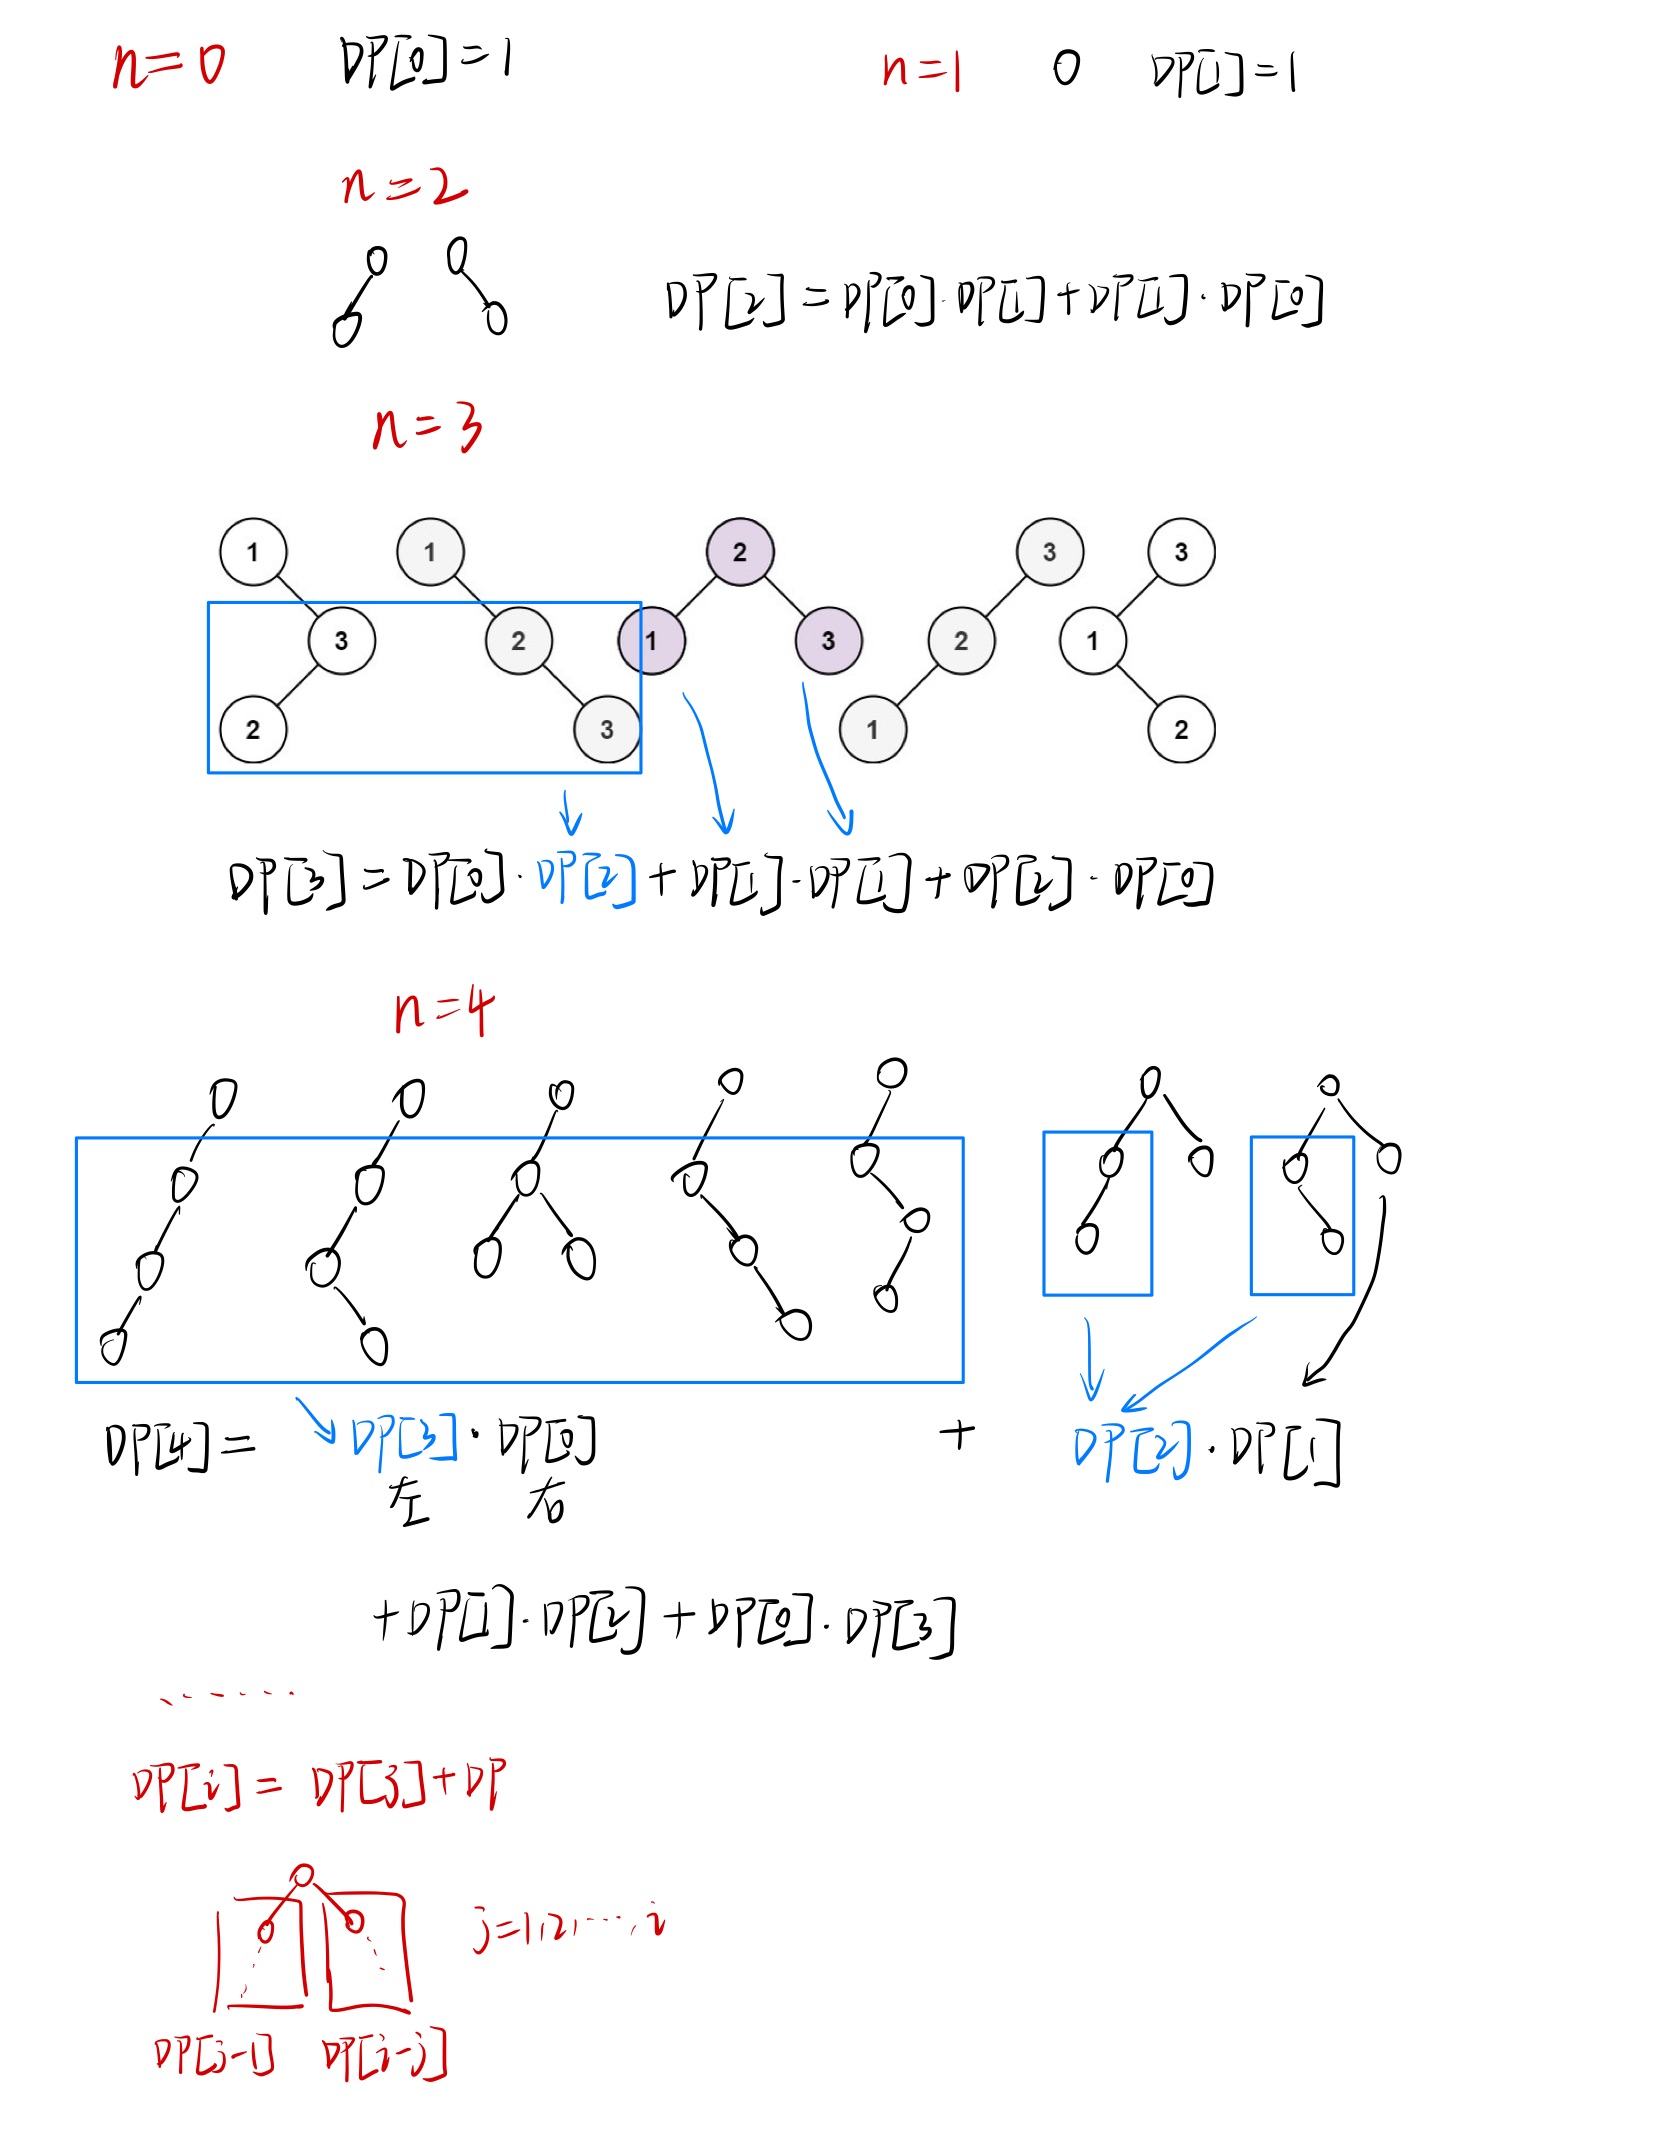 n=0 DP[0]=1 n=1 0 DP[1]=1
n=2
DP[2]=DP[0]·DP[1]+DP[1]·DP[0]
n=3
1 1 2 3 3
3 2 1 3 2 1
2 3 1 2
DP[3]=DP[0]·DP[2]+DP[1]·DP[1]+DP[2]·DP[0]
n=4
DP[4]= DP[3]·DP[0] + DP[2]·DP[1]
左 右
+DP[1]·DP[2]+DP[0]·DP[3]
......
DP[i]= DP[3]+DP
j=1,2,...,i
DP[j-1] DP[i-j]